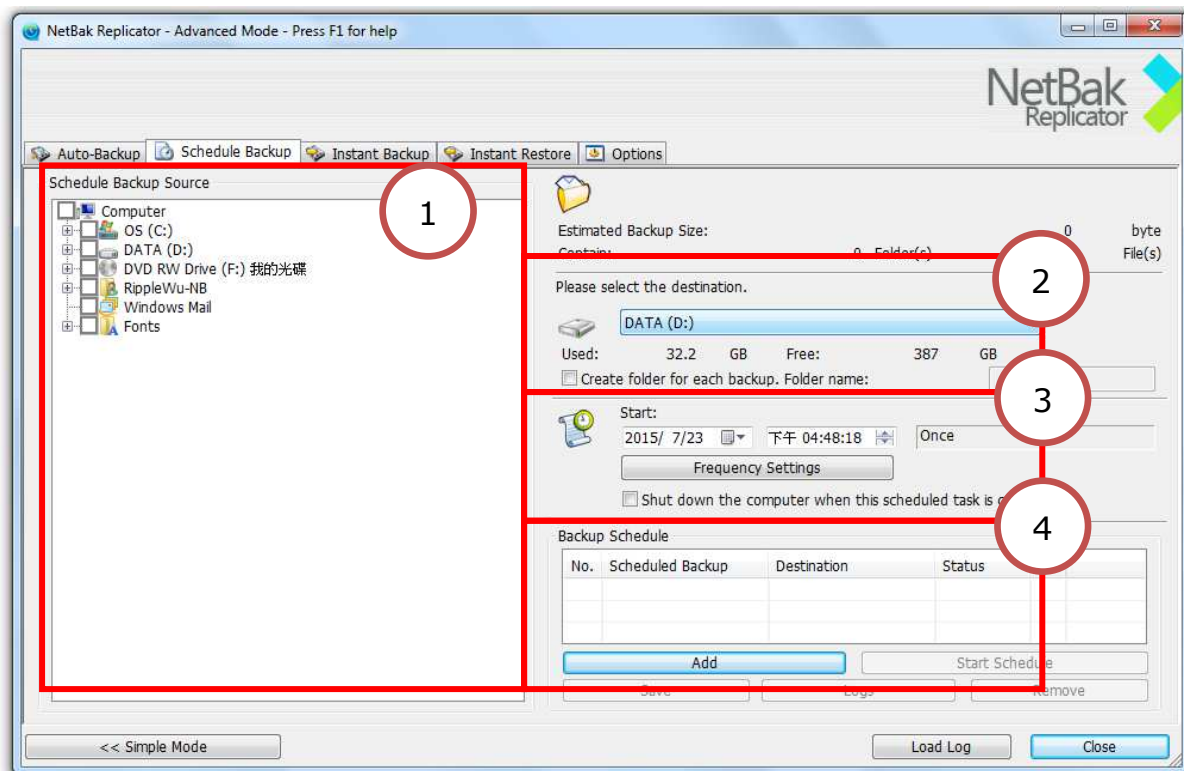 NetBak Replicator - Advanced Mode - Press F1 for help
NetBak
Replicator
Auto-Backup Schedule Backup Instant Backup Instant Restore Options
Schedule Backup Source
Computer
OS (C:)
DATA (D:)
DVD RW Drive (F:) 我的光碟
RippleWu-NB
Windows Mail
Fonts
1
Estimated Backup Size: 0 byte
Contain: 0 Folder(s) File(s)
2
Please select the destination.
DATA (D:)
Used: 32.2 GB Free: 387 GB
Create folder for each backup. Folder name:
3
Start:
2015/ 7/23 下午 04:48:18 Once
Frequency Settings
Shut down the computer when this scheduled task is
4
Backup Schedule
No. Scheduled Backup Destination Status
Add Start Schedule
Save Logs Remove
<< Simple Mode Load Log Close